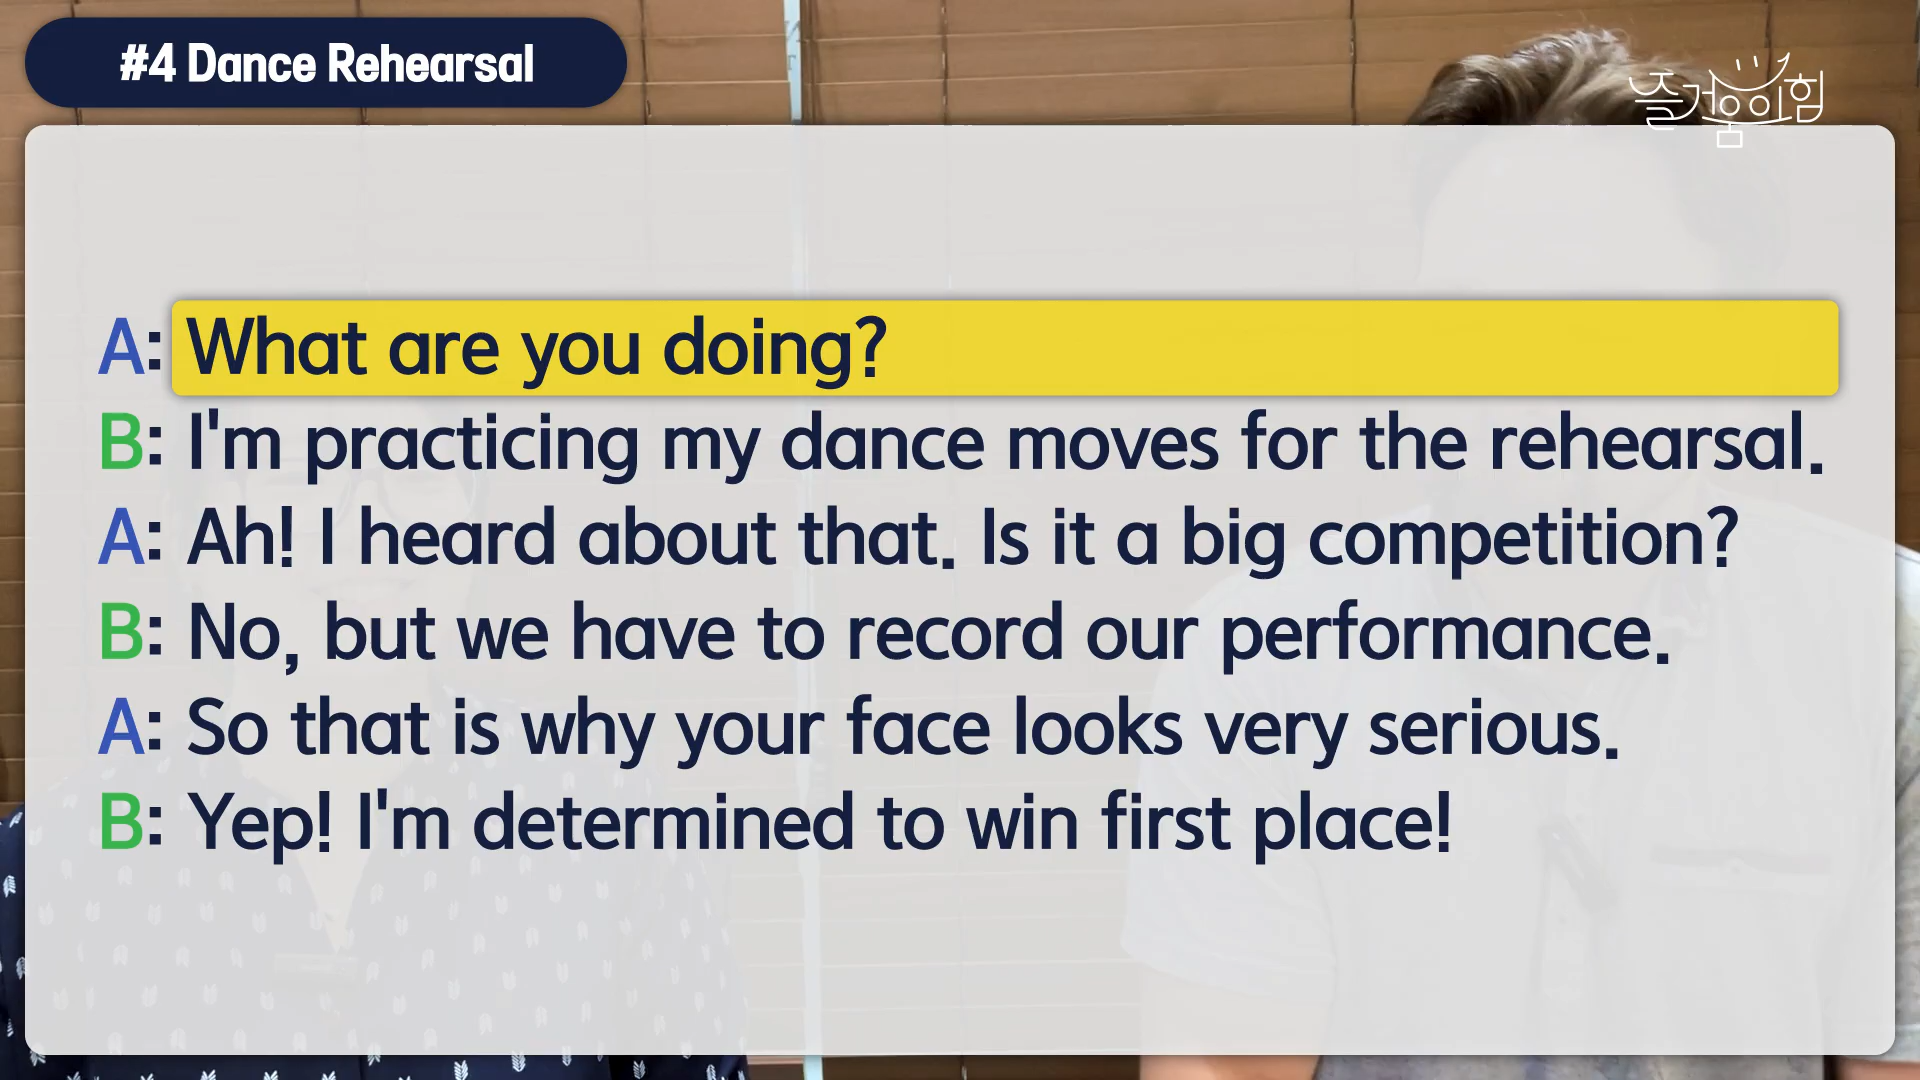 #4 Dance Rehearsal
즐거움의힘
A: What are you doing?
B: I'm practicing my dance moves for the rehearsal.
A: Ah! I heard about that. Is it a big competition?
B: No, but we have to record our performance.
A: So that is why your face looks very serious.
B: Yep! I'm determined to win first place!